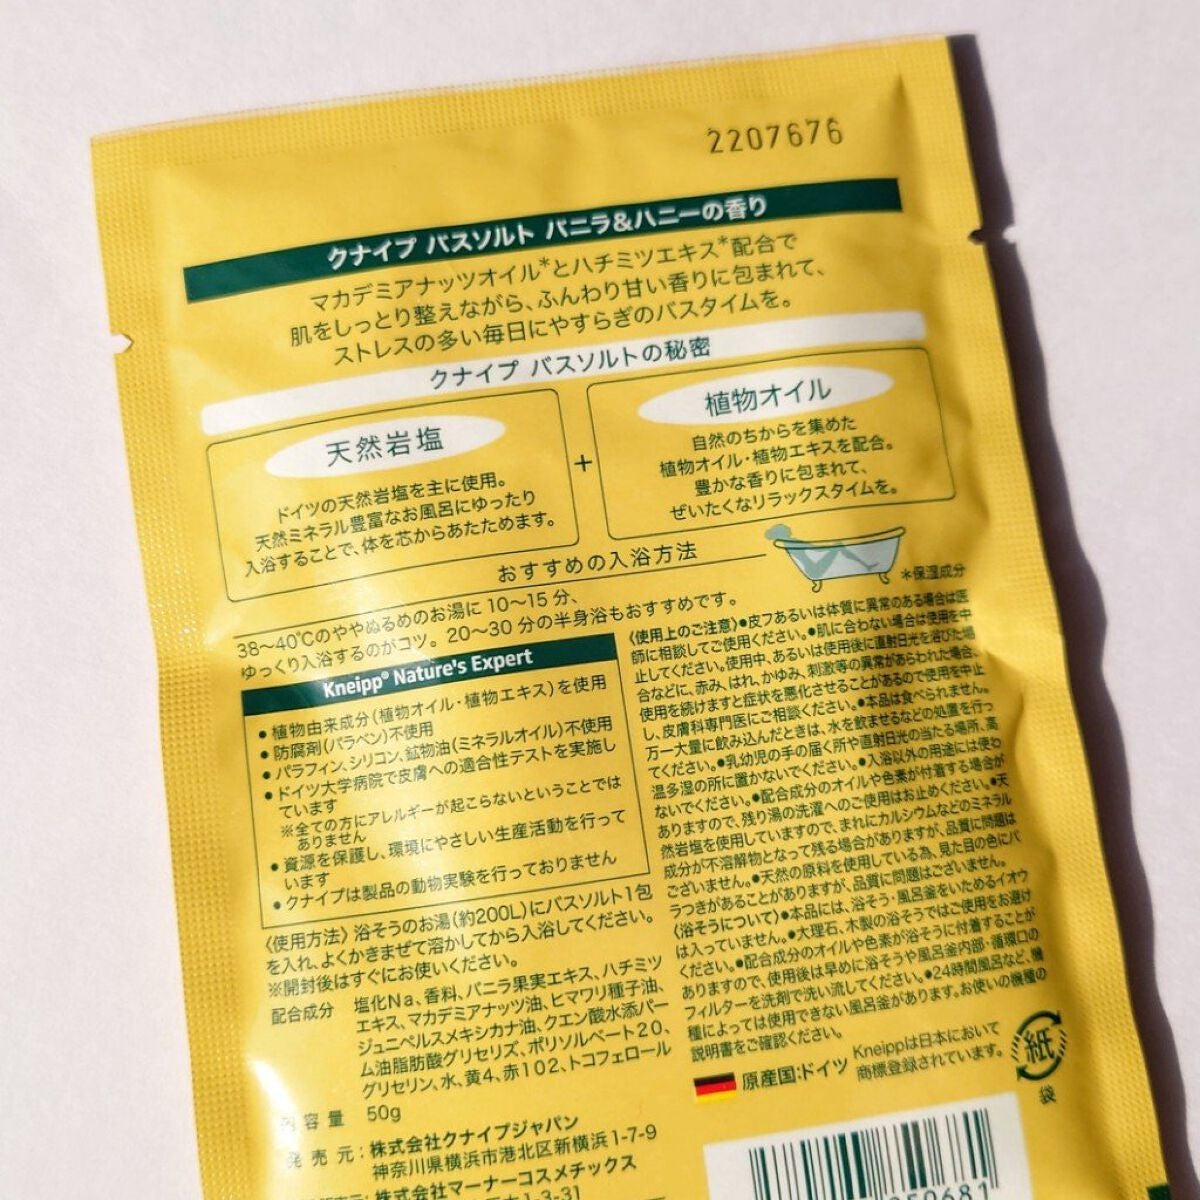 2207676
クナイプ バスソルト バニラ&ハニーの香り
マカデミアナッツオイル*とハチミツエキス*配合で
肌をしっとり整えながら、ふんわり甘い香りに包まれて、
ストレスの多い毎日にやすらぎのバスタイムを。
クナイプ バスソルトの秘密
天然岩塩
ドイツの天然岩塩を主に使用。
天然ミネラル豊富なお風呂にゆったり
入浴することで、体を芯からあたためます。
+
植物オイル
自然のちからを集めた
植物オイル・植物エキスを配合。
豊かな香りに包まれて、
ぜいたくなリラックスタイムを。
おすすめの入浴方法
*保湿成分
38〜40℃のややぬるめのお湯に10〜15分、
ゆっくり入浴するのがコツ。20〜30分の半身浴もおすすめです。
Kneipp® Nature's Expert
●植物由来成分(植物オイル・植物エキス)を使用
●防腐剤(パラベン)不使用
●パラフィン、シリコン、鉱物油(ミネラルオイル)不使用
●ドイツ大学病院で皮膚への適合性テストを実施し
ています
※全ての方にアレルギーが起こらないということでは
ありません
●資源を保護し、環境にやさしい生産活動を行って
います
●クナイプは製品の動物実験を行っておりません
〈使用方法〉浴そうのお湯(約200L)にバスソルト1包
を入れ、よくかきまぜて溶かしてから入浴してください。
※開封後はすぐにお使いください。
配合成分 塩化Na、香料、バニラ果実エキス、ハチミツ
エキス、マカデミアナッツ油、ヒマワリ種子油、
ジュニペルスメキシカナ油、クエン酸水添パー
ム油脂肪酸グリセリズ、ポリソルベート20、
グリセリン、水、黄4、赤102、トコフェロール
内容量 50g
発売元:株式会社クナイプジャパン
神奈川県横浜市港北区新横浜1-7-9
株式会社マーナーコスメチックス
1-3-31
〈使用上のご注意〉●皮フあるいは体質に異常のある場合は医
師に相談してご使用ください。●肌に合わない場合は使用を中
止してください。使用中、あるいは使用後に直射日光を浴びた場
合などに、赤み、はれ、かゆみ、刺激等の異常があらわれた場合、
使用を続けますと症状を悪化させることがあるので使用を中止
し、皮膚科専門医にご相談ください。●本品は食べられません。
万一大量に飲み込んだときは、水を飲ませるなどの処置を行っ
てください。●乳幼児の手の届く所や直射日光の当たる場所、高
温多湿の所に置かないでください。●入浴以外の用途には使わ
ないでください。●配合成分のオイルや色素が付着する場合が
ありますので、残り湯の洗濯へのご使用はお止めください。●天
然岩塩を使用していますので、まれにカルシウムなどのミネラル
成分が不溶解物となって残る場合がありますが、品質に問題は
ございません。●天然の原料を使用している為、見た目の色にバ
ラつきがあることがありますが、品質に問題はございません。
〈浴そうについて〉●本品には、浴そう・風呂釜をいためるイオウ
は入っていません。●大理石、木製の浴そうではご使用をお避け
ください。●配合成分のオイルや色素が浴そうに付着することが
ありますので、使用後は早めに浴そうや風呂釜内部・循環口の
フィルターを洗剤で洗い流してください。●24時間風呂など、機
種によっては使用できない風呂釜があります。お使いの機種の
説明書をご確認ください。
原産国:ドイツ
Kneippは日本において
商標登録されています。
紙
袋